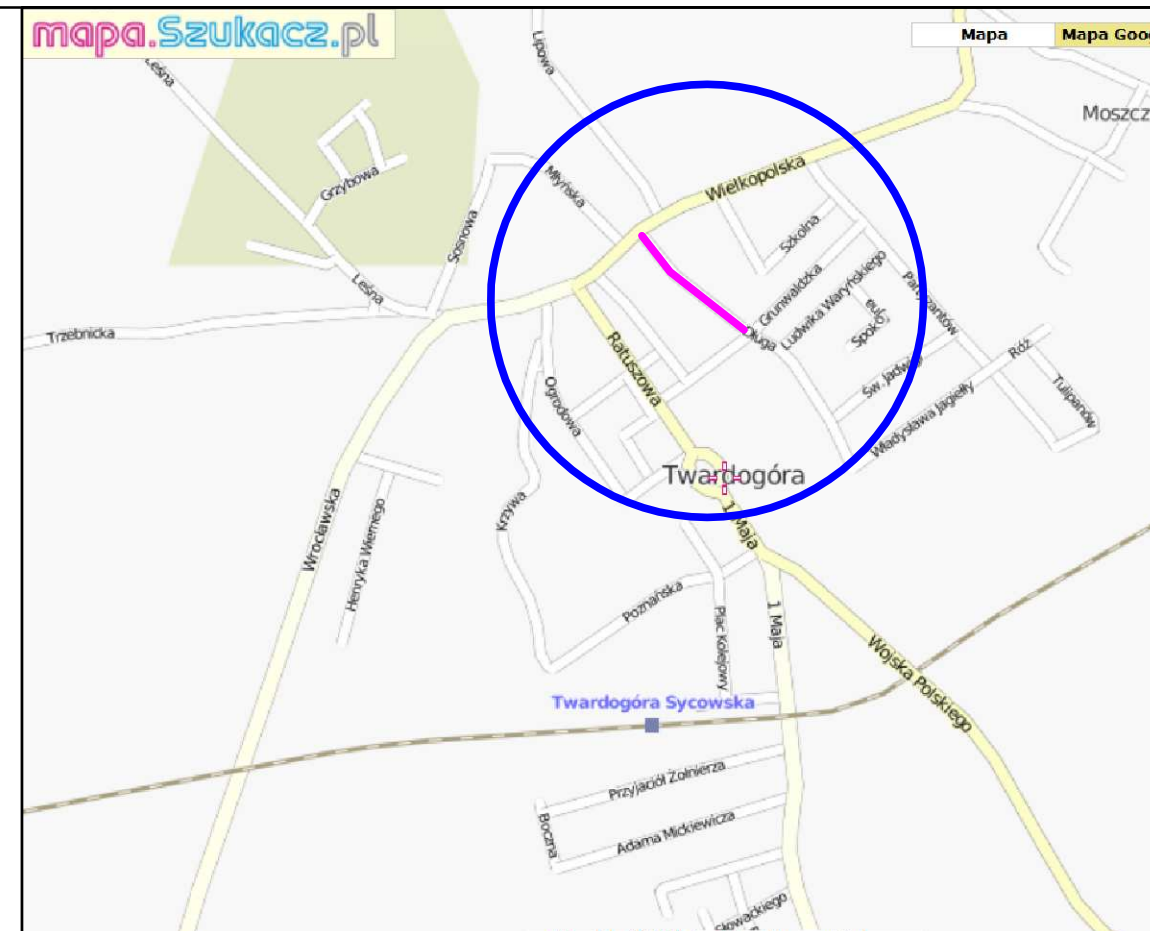 mapa.Szukacz.pl
Mapa
Mapa Goo
Leśna
Lipowa
Moszcz
Grzybowa
Młyńska
Wielkopolska
Sosnowa
Szkolna
Leśna
Grunwaldzka
Ludwika Waryńskiego
Partyzantów
Trzebnicka
Długa
Spokojna
Ratuszowa
Św. Jadwigi
Róż
Tulipanów
Ogrodowa
Władysława Jagiełły
Twardogóra
Krzywa
1 Maja
Wrocławska
Henryka Wiernego
Poznańska
Plac Kolejowy
1 Maja
Wojska Polskiego
Twardogóra Sycowska
Przyjaciół Żołnierza
Boczna
Adama Mickiewicza
Słowackiego